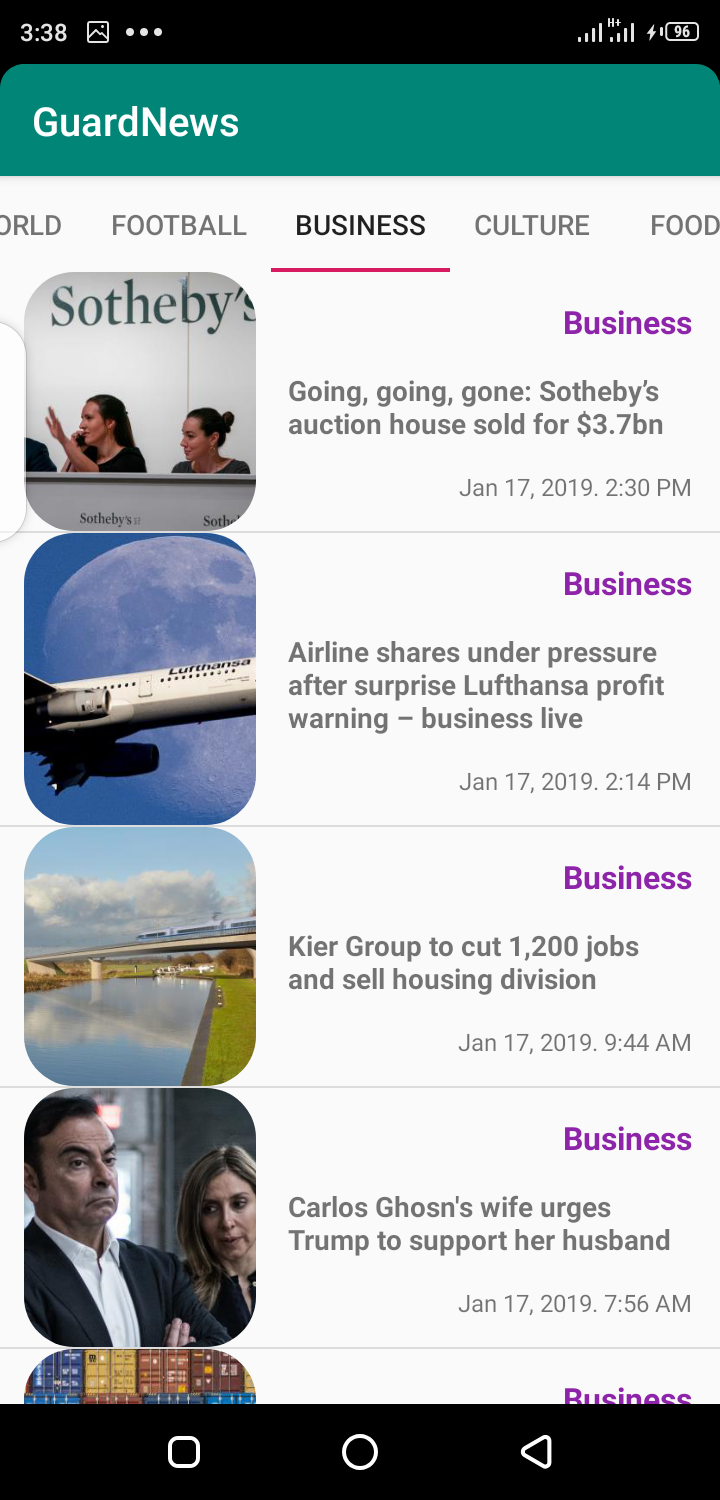 3:38
H+
96
GuardNews
ORLD FOOTBALL BUSINESS CULTURE FOOD
Sotheby's
Sotheby's
Sothe
Business
Going, going, gone: Sotheby’s
auction house sold for $3.7bn
Jan 17, 2019. 2:30 PM
Lufthansa
Business
Airline shares under pressure
after surprise Lufthansa profit
warning – business live
Jan 17, 2019. 2:14 PM
Business
Kier Group to cut 1,200 jobs
and sell housing division
Jan 17, 2019. 9:44 AM
Business
Carlos Ghosn's wife urges
Trump to support her husband
Jan 17, 2019. 7:56 AM
Business